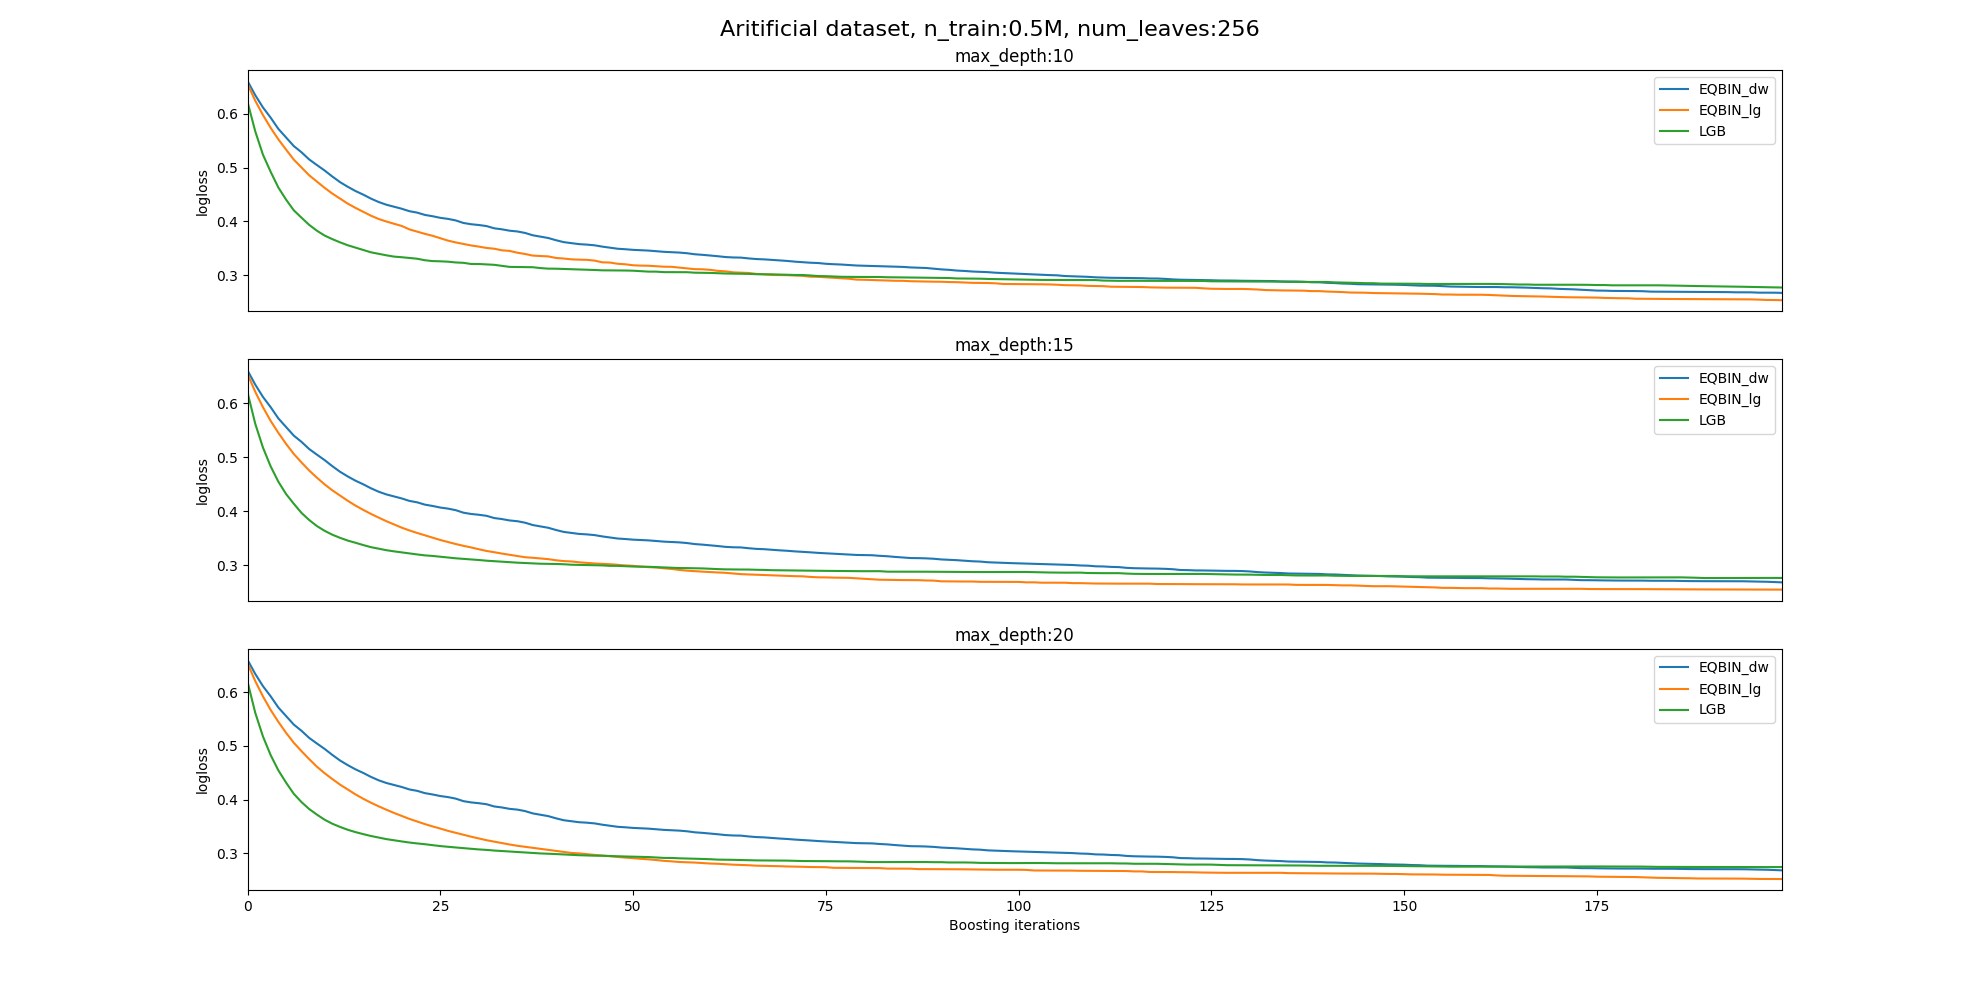 Aritificial dataset, n_train:0.5M, num_leaves:256
max_depth:10
0.6
0.5
0.4
0.3
logloss
EQBIN_dw
EQBIN_lg
LGB
max_depth:15
0.6
0.5
0.4
0.3
logloss
EQBIN_dw
EQBIN_lg
LGB
max_depth:20
0.6
0.5
0.4
0.3
logloss
EQBIN_dw
EQBIN_lg
LGB
0 25 50 75 100 125 150 175
Boosting iterations